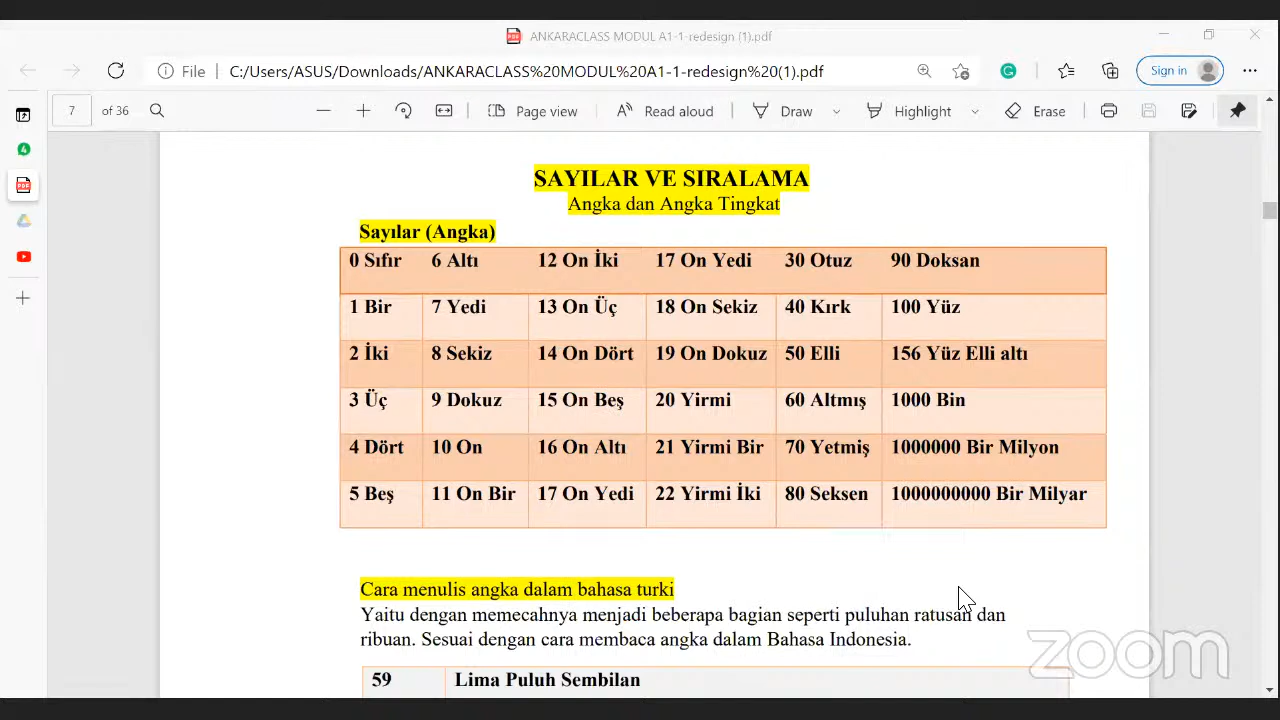 ANKARACLASS MODUL A1-1-redesign (1).pdf
File C:/Users/ASUS/Downloads/ANKARACLASS%20MODUL%20A1-1-redesign%20(1).pdf Sign in
7 of 36 Page view Read aloud Draw Highlight Erase
4
PDF
SAYILAR VE SIRALAMA
Angka dan Angka Tingkat
Sayılar (Angka)
0 Sıfır 6 Altı 12 On İki 17 On Yedi 30 Otuz 90 Doksan
1 Bir 7 Yedi 13 On Üç 18 On Sekiz 40 Kırk 100 Yüz
2 İki 8 Sekiz 14 On Dört 19 On Dokuz 50 Elli 156 Yüz Elli altı
3 Üç 9 Dokuz 15 On Beş 20 Yirmi 60 Altmış 1000 Bin
4 Dört 10 On 16 On Altı 21 Yirmi Bir 70 Yetmiş 1000000 Bir Milyon
5 Beş 11 On Bir 17 On Yedi 22 Yirmi İki 80 Seksen 1000000000 Bir Milyar
Cara menulis angka dalam bahasa turki
Yaitu dengan memecahnya menjadi beberapa bagian seperti puluhan ratusan dan
ribuan. Sesuai dengan cara membaca angka dalam Bahasa Indonesia.
zoom
59 Lima Puluh Sembilan